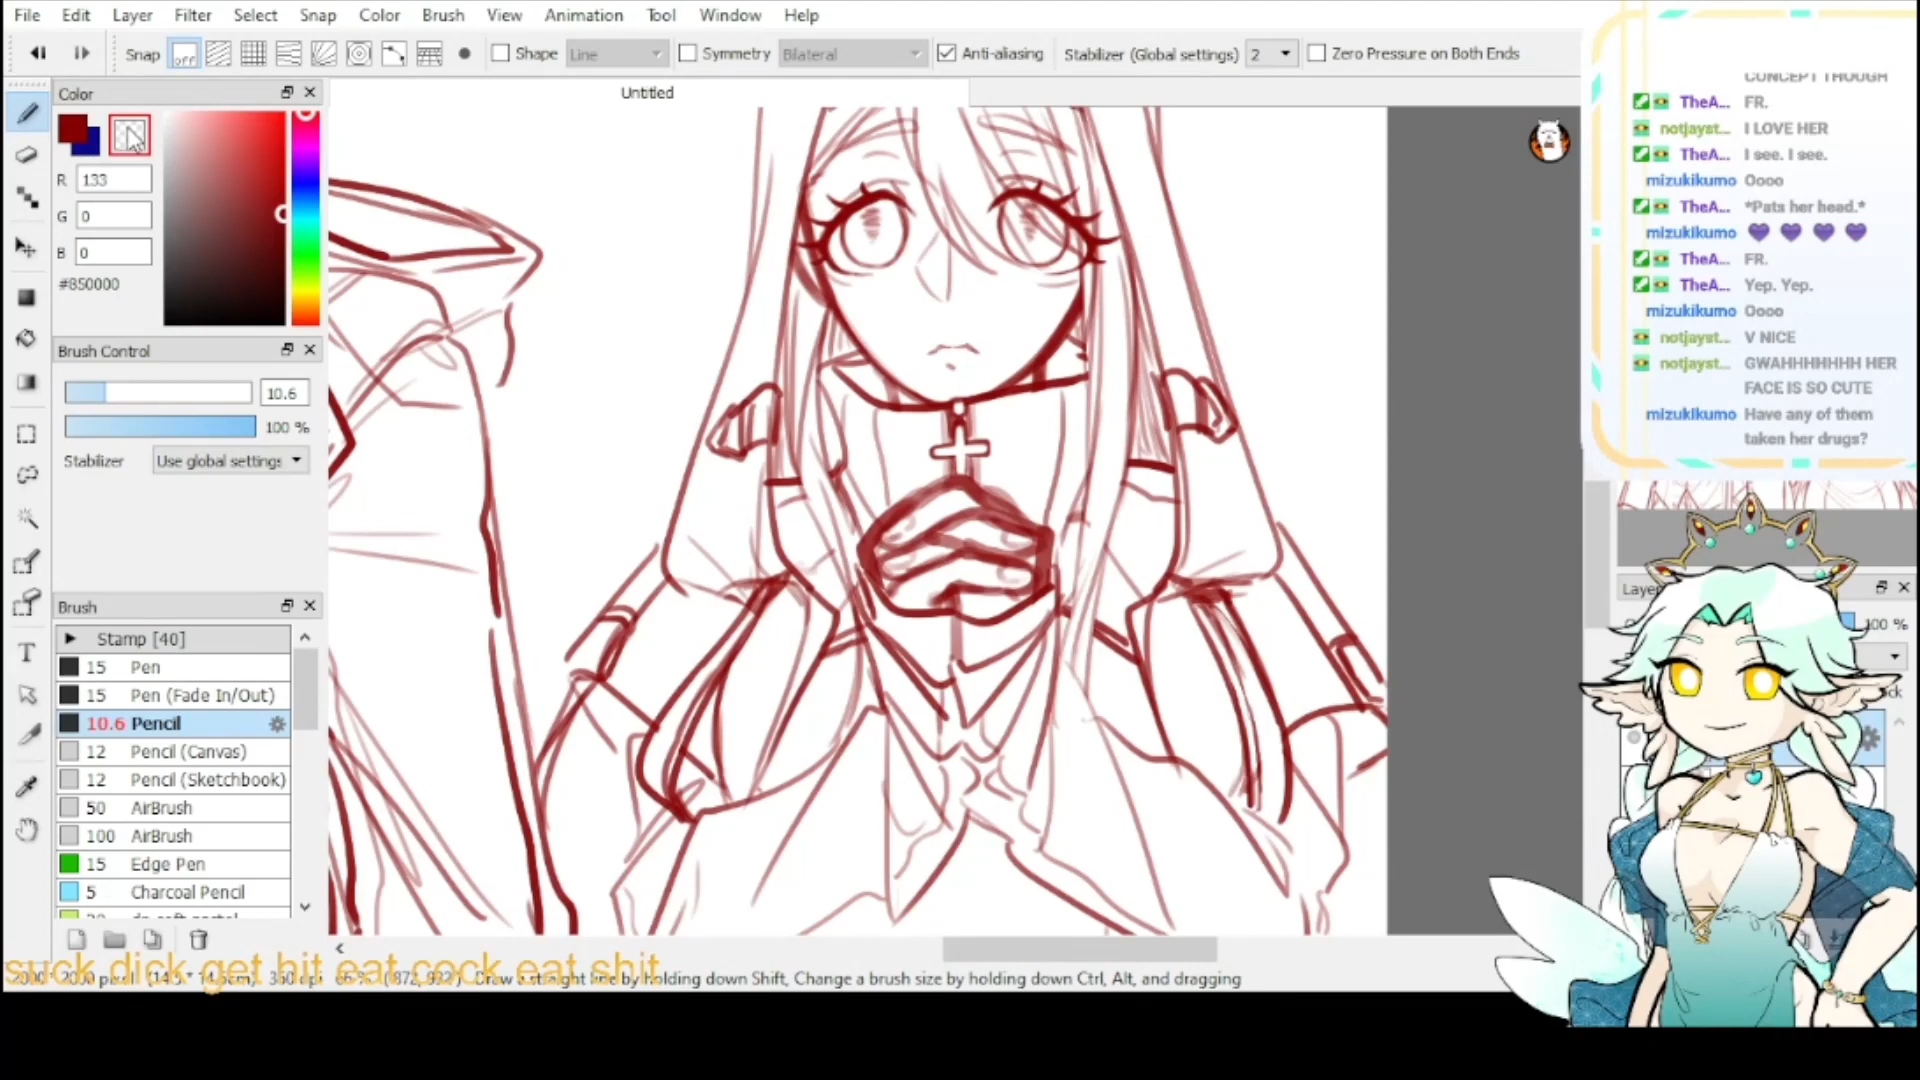 File Edit Layer Filter Select Snap Color Brush View Animation Tool Window Help
Snap off Shape Line Symmetry Bilateral Anti-aliasing Stabilizer (Global settings) 2 Zero Pressure on Both Ends
Color
Untitled
R 133
G 0
B 0
#850000
Brush Control
10.6
100 %
Stabilizer Use global settings
Brush
Stamp [40]
15 Pen
15 Pen (Fade In/Out)
10.6 Pencil
12 Pencil (Canvas)
12 Pencil (Sketchbook)
50 AirBrush
100 AirBrush
15 Edge Pen
5 Charcoal Pencil
suck dick get hit eat cock eat shit
Draw a straight line by holding down Shift, Change a brush size by holding down Ctrl, Alt, and dragging
CONCEPT THOUGH
TheA... FR.
notjayst... I LOVE HER
TheA... I see. I see.
mizukikumo Oooo
TheA... *Pats her head.*
mizukikumo 💜 💜 💜 💜
TheA... FR.
TheA... Yep. Yep.
mizukikumo Oooo
notjayst... V NICE
notjayst... GWAHHHHHHH HER
FACE IS SO CUTE
mizukikumo Have any of them
taken her drugs?
100 %